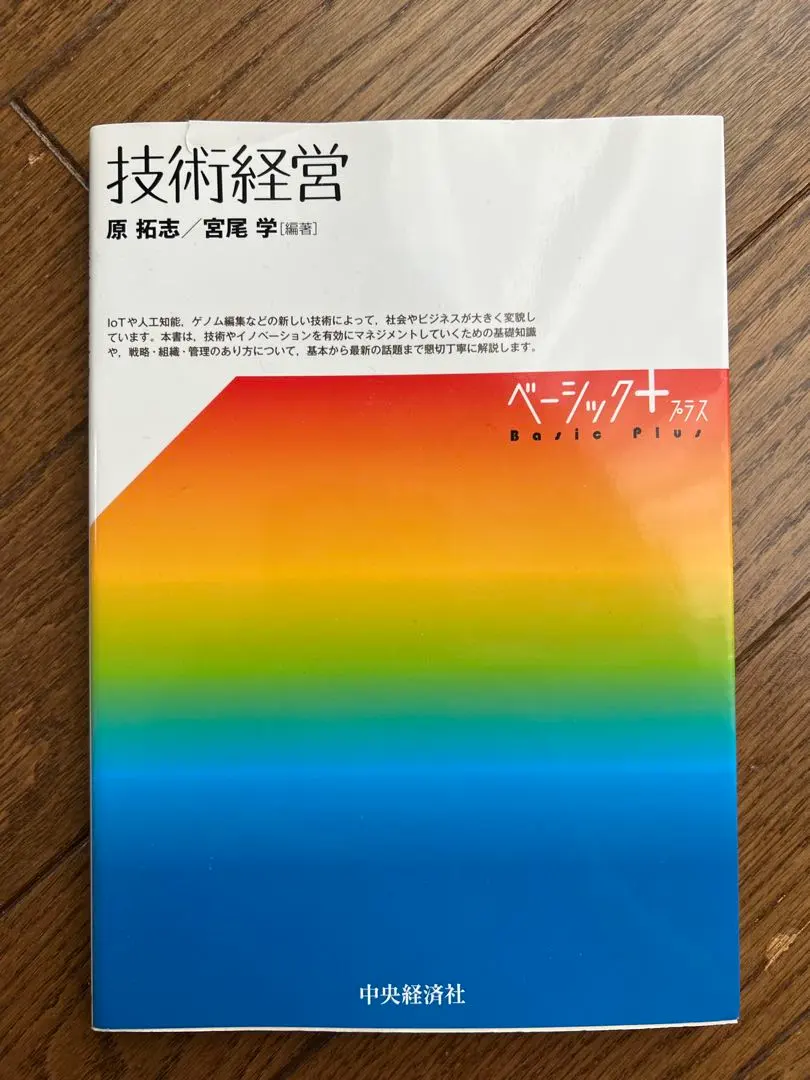 技術経営
原 拓志／宮尾 学[編著]
IoTや人工知能，ゲノム編集などの新しい技術によって，社会やビジネスが大きく変貌し
ています。本書は，技術やイノベーションを有効にマネジメントしていくための基礎知識
や，戦略・組織・管理のあり方について，基本から最新の話題まで懇切丁寧に解説します。
ベーシック＋プラス
Basic Plus
中央経済社